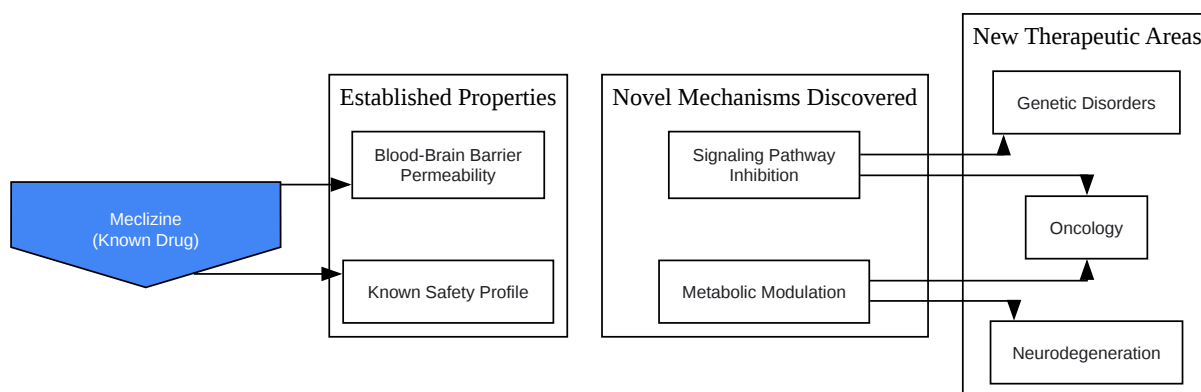 Meclizine
(Known Drug)
Established Properties
Blood-Brain Barrier
Permeability
Known Safety Profile
Novel Mechanisms Discovered
Signaling Pathway
Inhibition
Metabolic Modulation
New Therapeutic Areas
Genetic Disorders
Oncology
Neurodegeneration